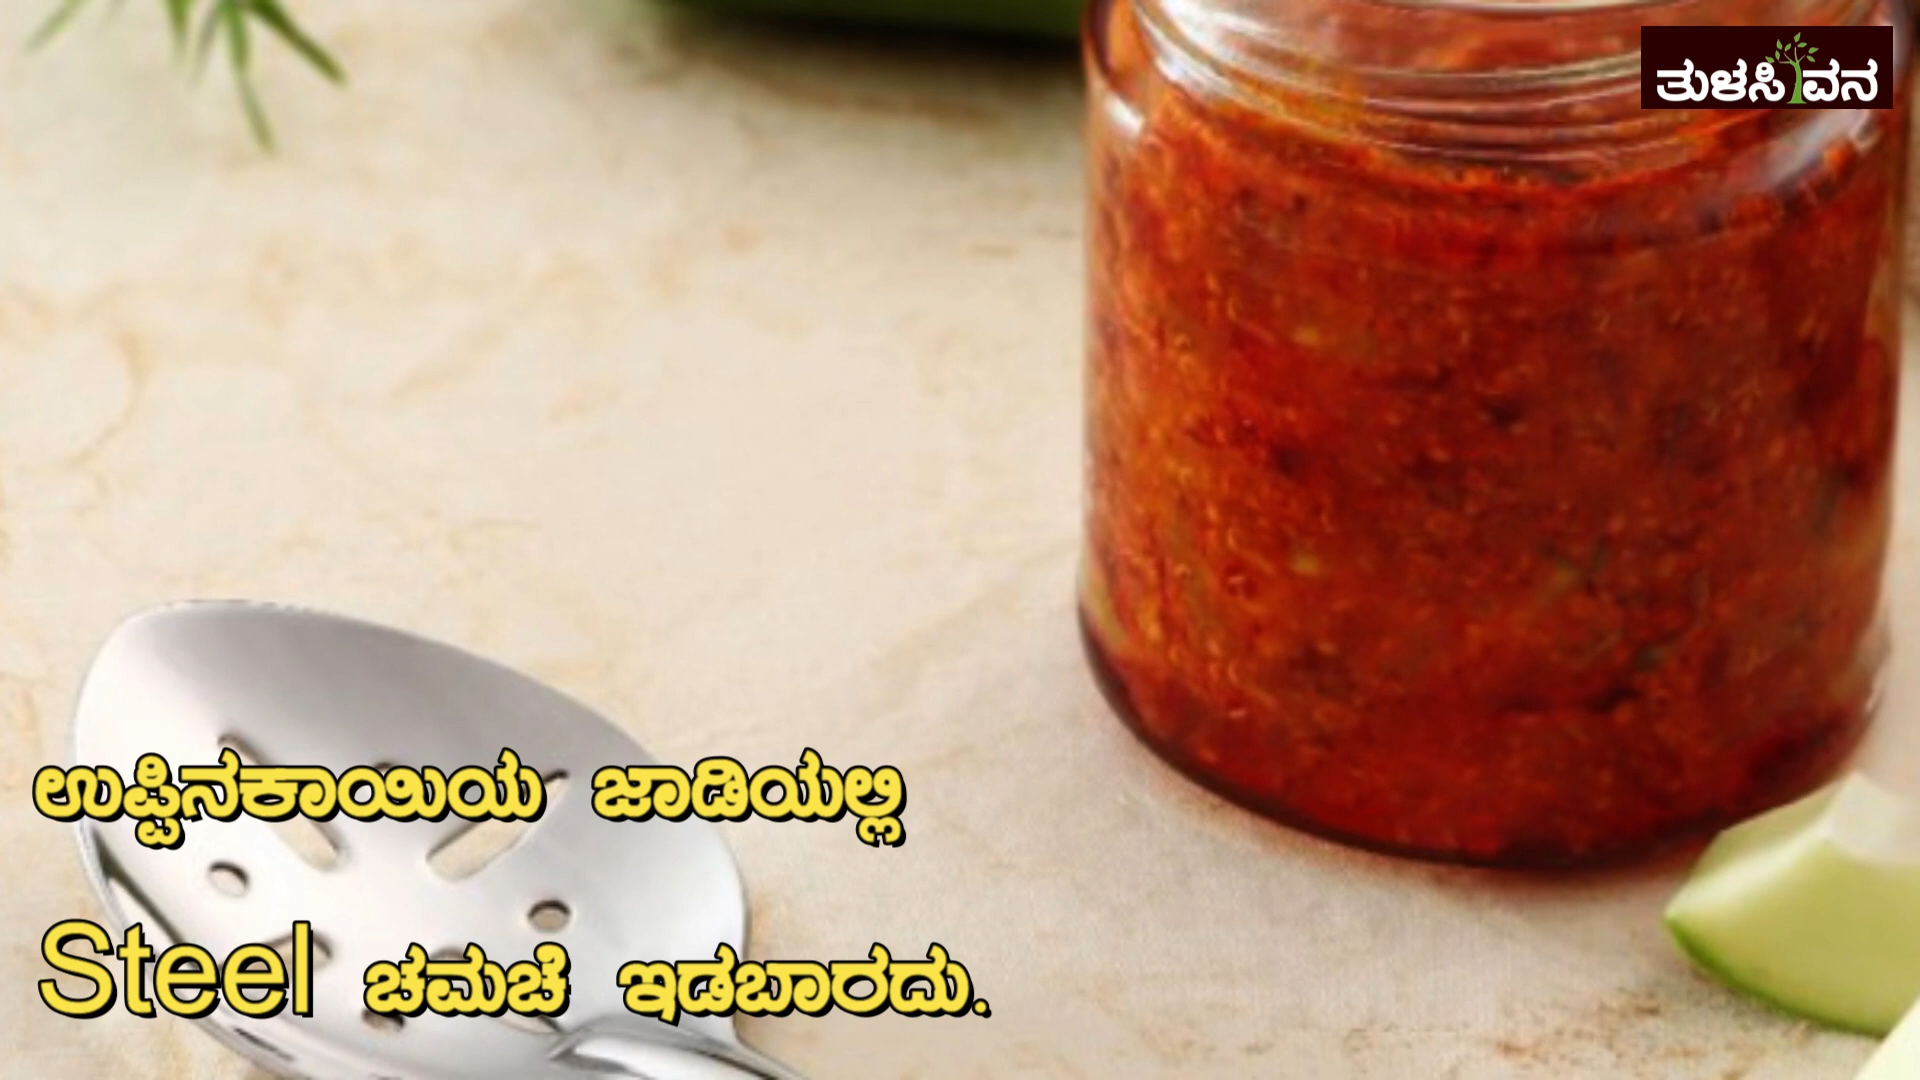 ತುಳಸಿವನ
ಉಪ್ಪಿನಕಾಯಿಯ ಜಾಡಿಯಲ್ಲಿ
Steel ಚಮಚೆ ಇಡಬಾರದು.